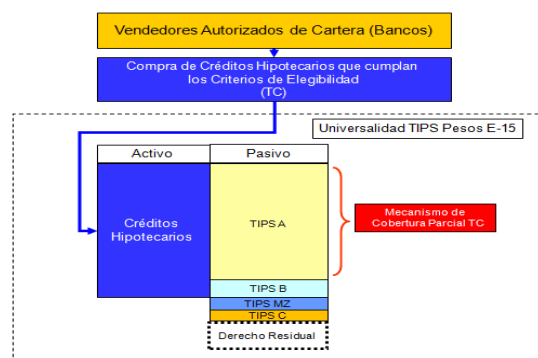 Vendedores Autorizados de Cartera (Bancos)
Compra de Créditos Hipotecarios que cumplan
los Criterios de Elegibilidad
(TC)
Universalidad TIPS Pesos E-15
Activo
Pasivo
Créditos
Hipotecarios
TIPS A
Mecanismo de
Cobertura Parcial TC
TIPS B
TIPS MZ
TIPS C
Derecho Residual